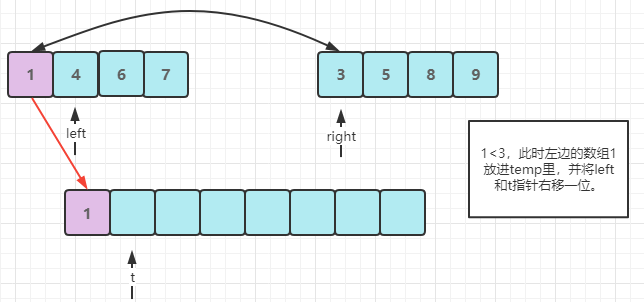 1 4 6 7
3 5 8 9
left
right
1<3，此时左边的数组1
放进temp里，并将left
和t指针右移一位。
1
t